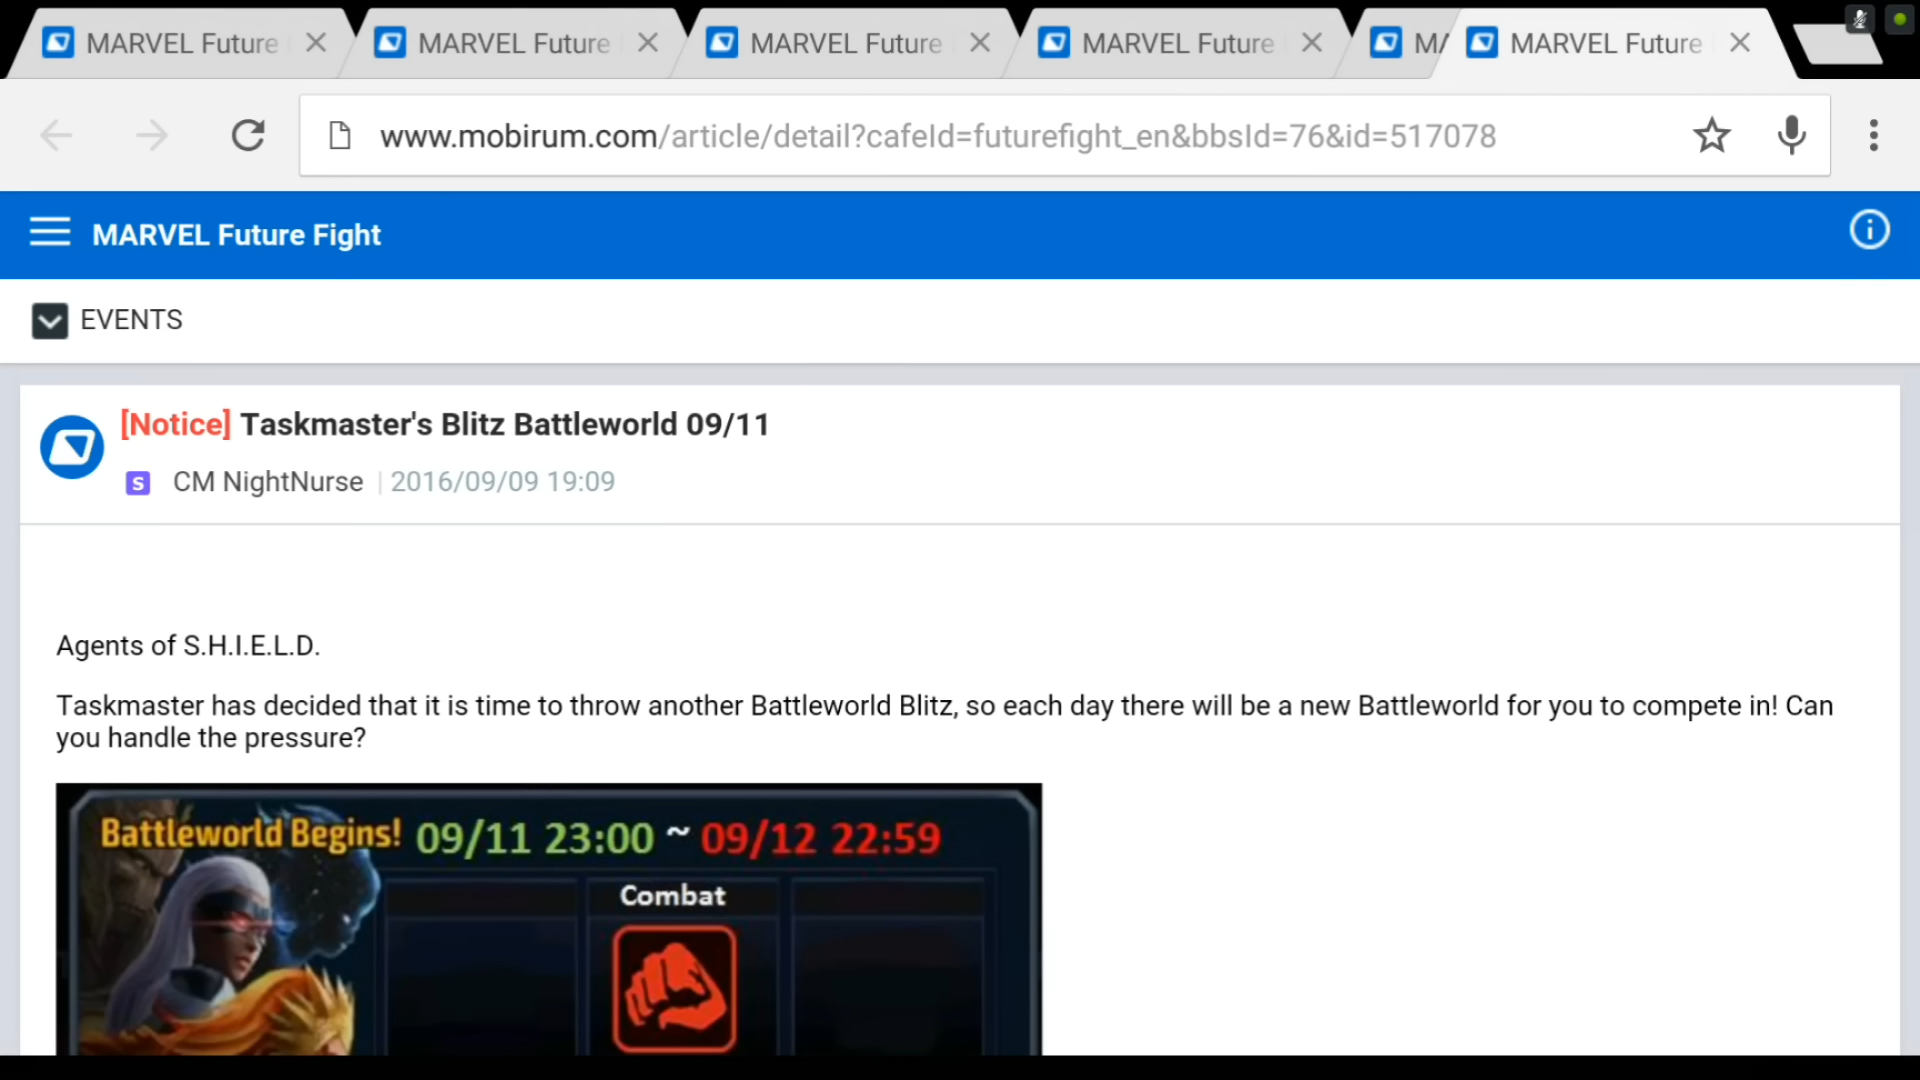 MARVEL Future
MARVEL Future
MARVEL Future
MARVEL Future
MA
MARVEL Future
www.mobirum.com/article/detail?cafeId=futurefight_en&bbsId=76&id=517078
MARVEL Future Fight
EVENTS
[Notice] Taskmaster's Blitz Battleworld 09/11
S CM NightNurse | 2016/09/09 19:09
Agents of S.H.I.E.L.D.
Taskmaster has decided that it is time to throw another Battleworld Blitz, so each day there will be a new Battleworld for you to compete in! Can
you handle the pressure?
Battleworld Begins! 09/11 23:00 ~ 09/12 22:59
Combat